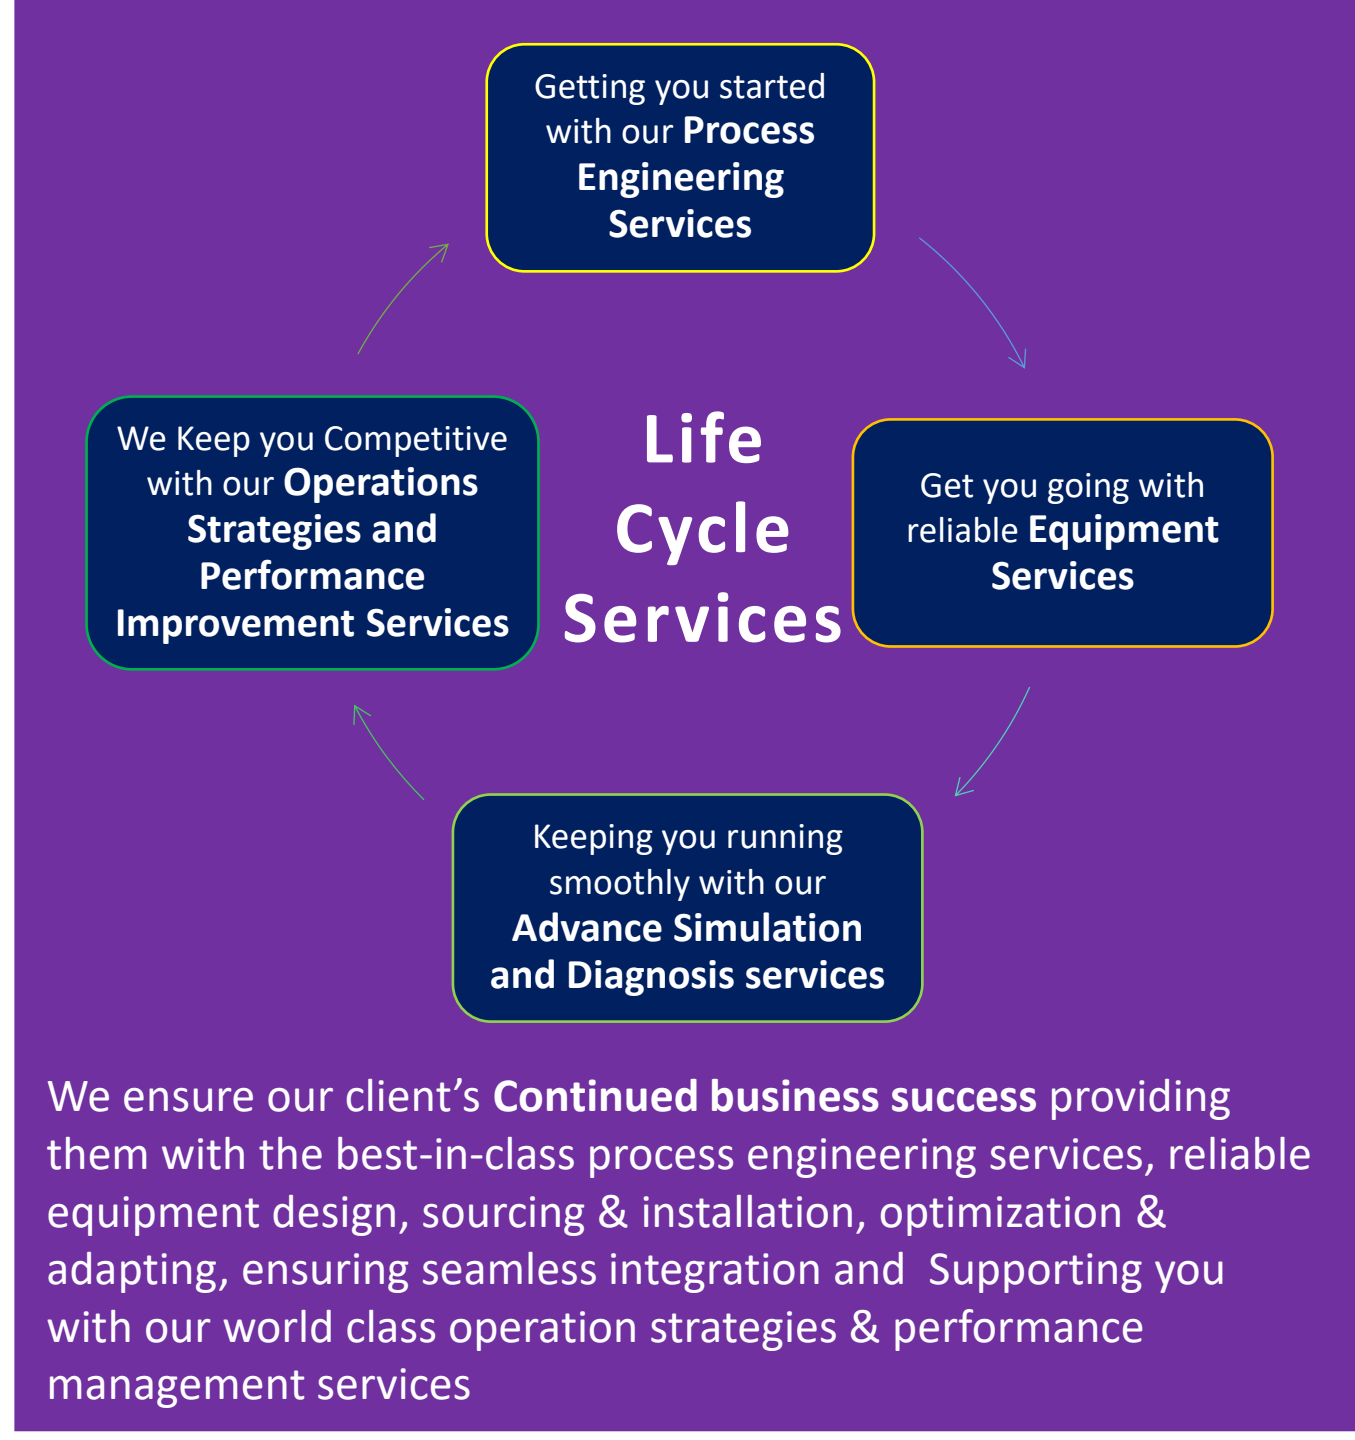 Getting you started
with our Process
Engineering
Services
We Keep you Competitive
with our Operations
Strategies and
Performance
Improvement Services
Life
Cycle
Services
Get you going with
reliable Equipment
Services
Keeping you running
smoothly with our
Advance Simulation
and Diagnosis services
We ensure our client’s Continued business success providing
them with the best-in-class process engineering services, reliable
equipment design, sourcing & installation, optimization &
adapting, ensuring seamless integration and  Supporting you
with our world class operation strategies & performance
management services